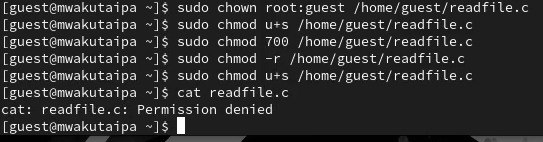 [guest@mwakutaipa ~]$ sudo chown root:guest /home/guest/readfile.c
[guest@mwakutaipa ~]$ sudo chmod u+s /home/guest/readfile.c
[guest@mwakutaipa ~]$ sudo chmod 700 /home/guest/readfile.c
[guest@mwakutaipa ~]$ sudo chmod -r /home/guest/readfile.c
[guest@mwakutaipa ~]$ sudo chmod u+s /home/guest/readfile.c
[guest@mwakutaipa ~]$ cat readfile.c
cat: readfile.c: Permission denied
[guest@mwakutaipa ~]$